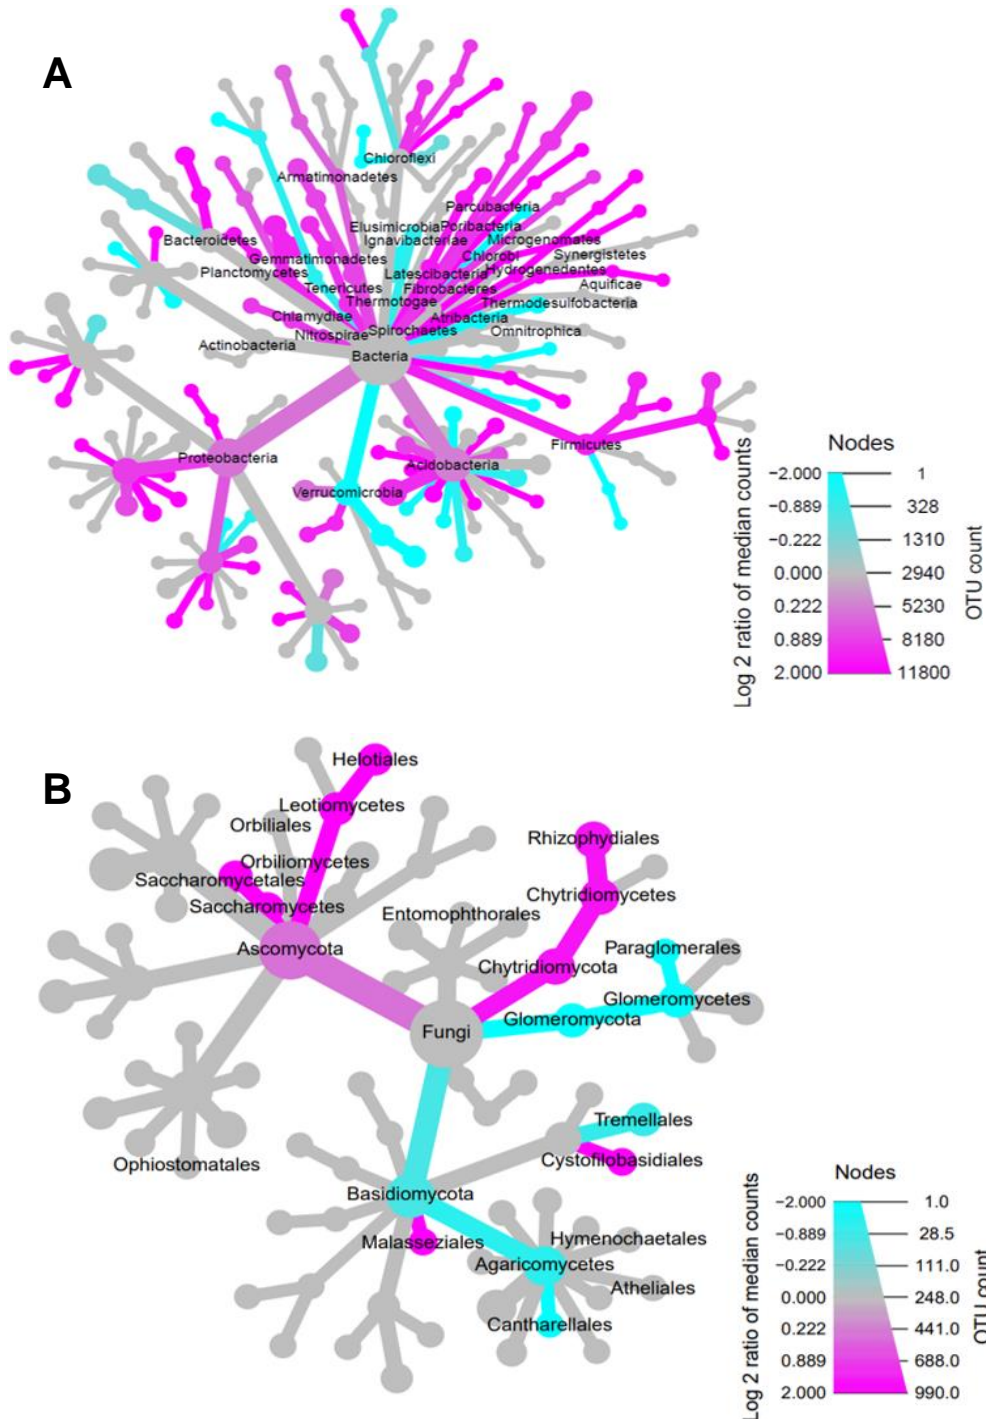 A
Chloroflexi
Armatimonadetes
Parcubacteria
Elusimicrobia
Poribacteria
Bacteroidetes
Ignavibacteriae
Microgenomates
Gemmatimonadetes
Chlorobi
Synergistetes
Planctomycetes
Latescibacteria
Hydrogenedentes
Tenericutes
Fibrobacteres
Aquificae
Thermotogae
Thermodesulfobacteria
Chlamydiae
Atribacteria
Nitrospirae
Spirochaetes
Omnitrophica
Actinobacteria
Bacteria
Firmicutes
Proteobacteria
Acidobacteria
Verrucomicrobia
Nodes
−2.000 1
−0.889 328
−0.222 1310
0.000 2940
0.222 5230
0.889 8180
2.000 11800
Log 2 ratio of median counts
OTU count
B
Helotiales
Leotiomycetes
Orbiliales
Rhizophydiales
Orbiliomycetes
Saccharomycetales
Chytridiomycetes
Saccharomycetes
Entomophthorales
Ascomycota
Paraglomerales
Chytridiomycota
Glomeromycetes
Glomeromycota
Fungi
Tremellales
Cystofilobasidiales
Ophiostomatales
Basidiomycota
Malasseziales
Hymenochaetales
Agaricomycetes
Atheliales
Cantharellales
Nodes
−2.000 1.0
−0.889 28.5
−0.222 111.0
0.000 248.0
0.222 441.0
0.889 688.0
2.000 990.0
Log 2 ratio of median counts
OTU count